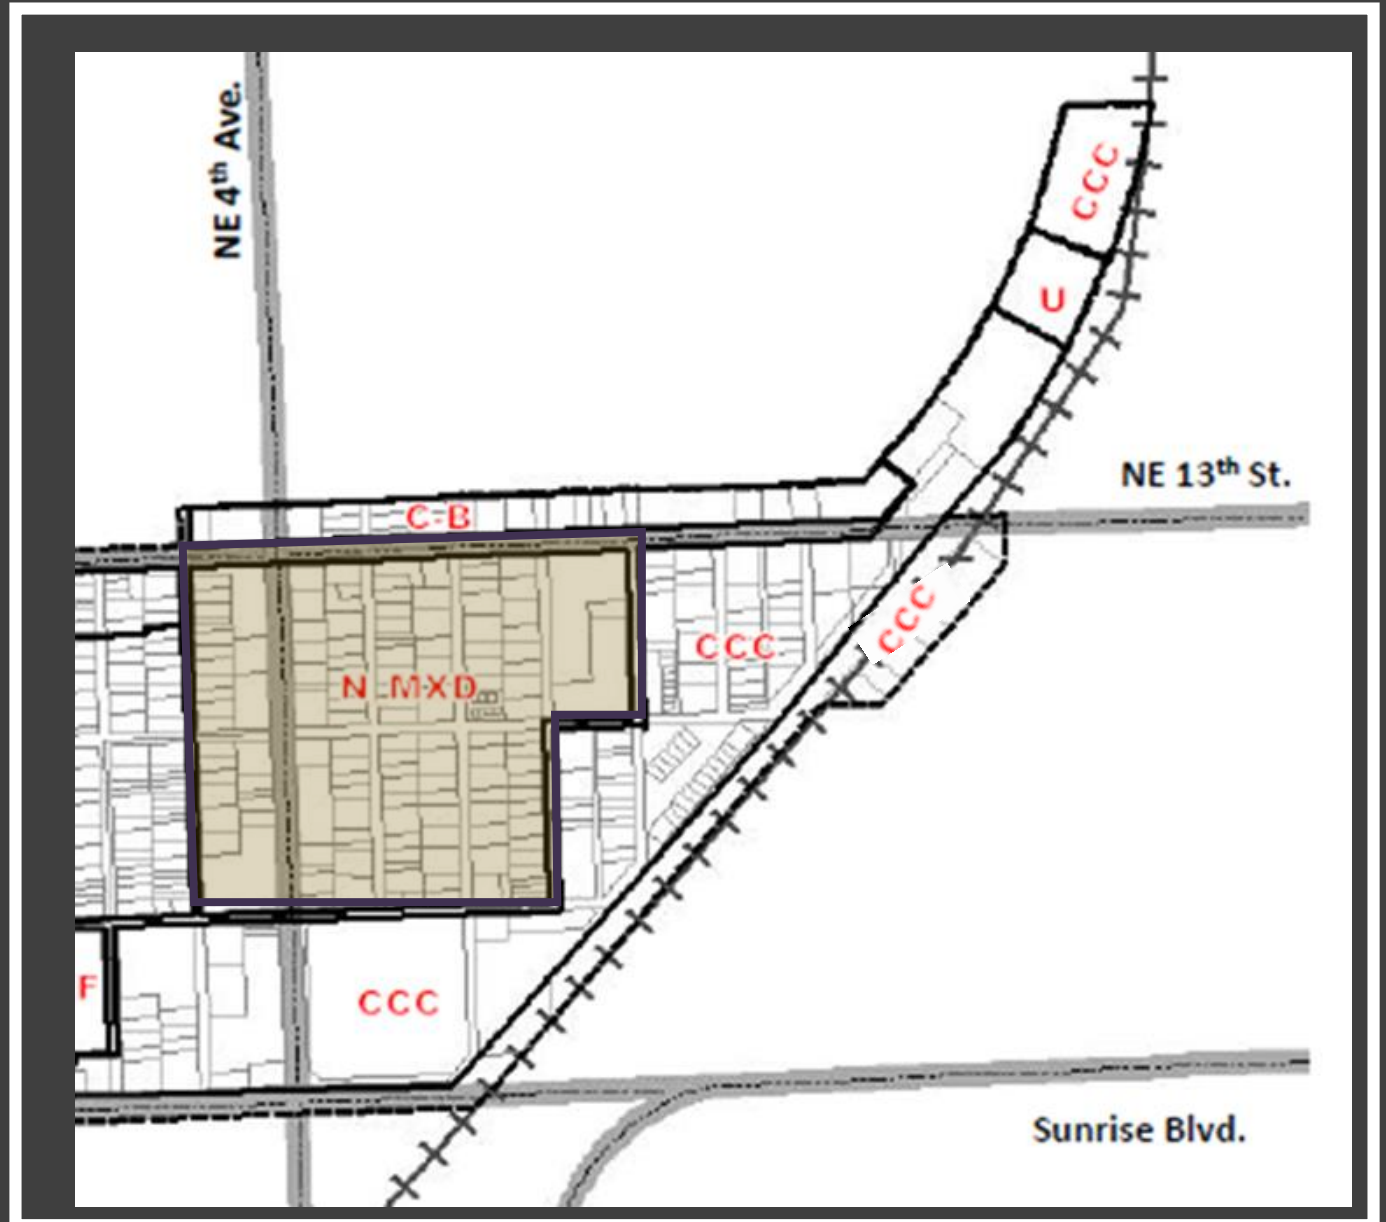 NE 4th Ave.
CCC
U
NE 13th St.
C-B
CCC
CCC
N MXD
F
CCC
Sunrise Blvd.